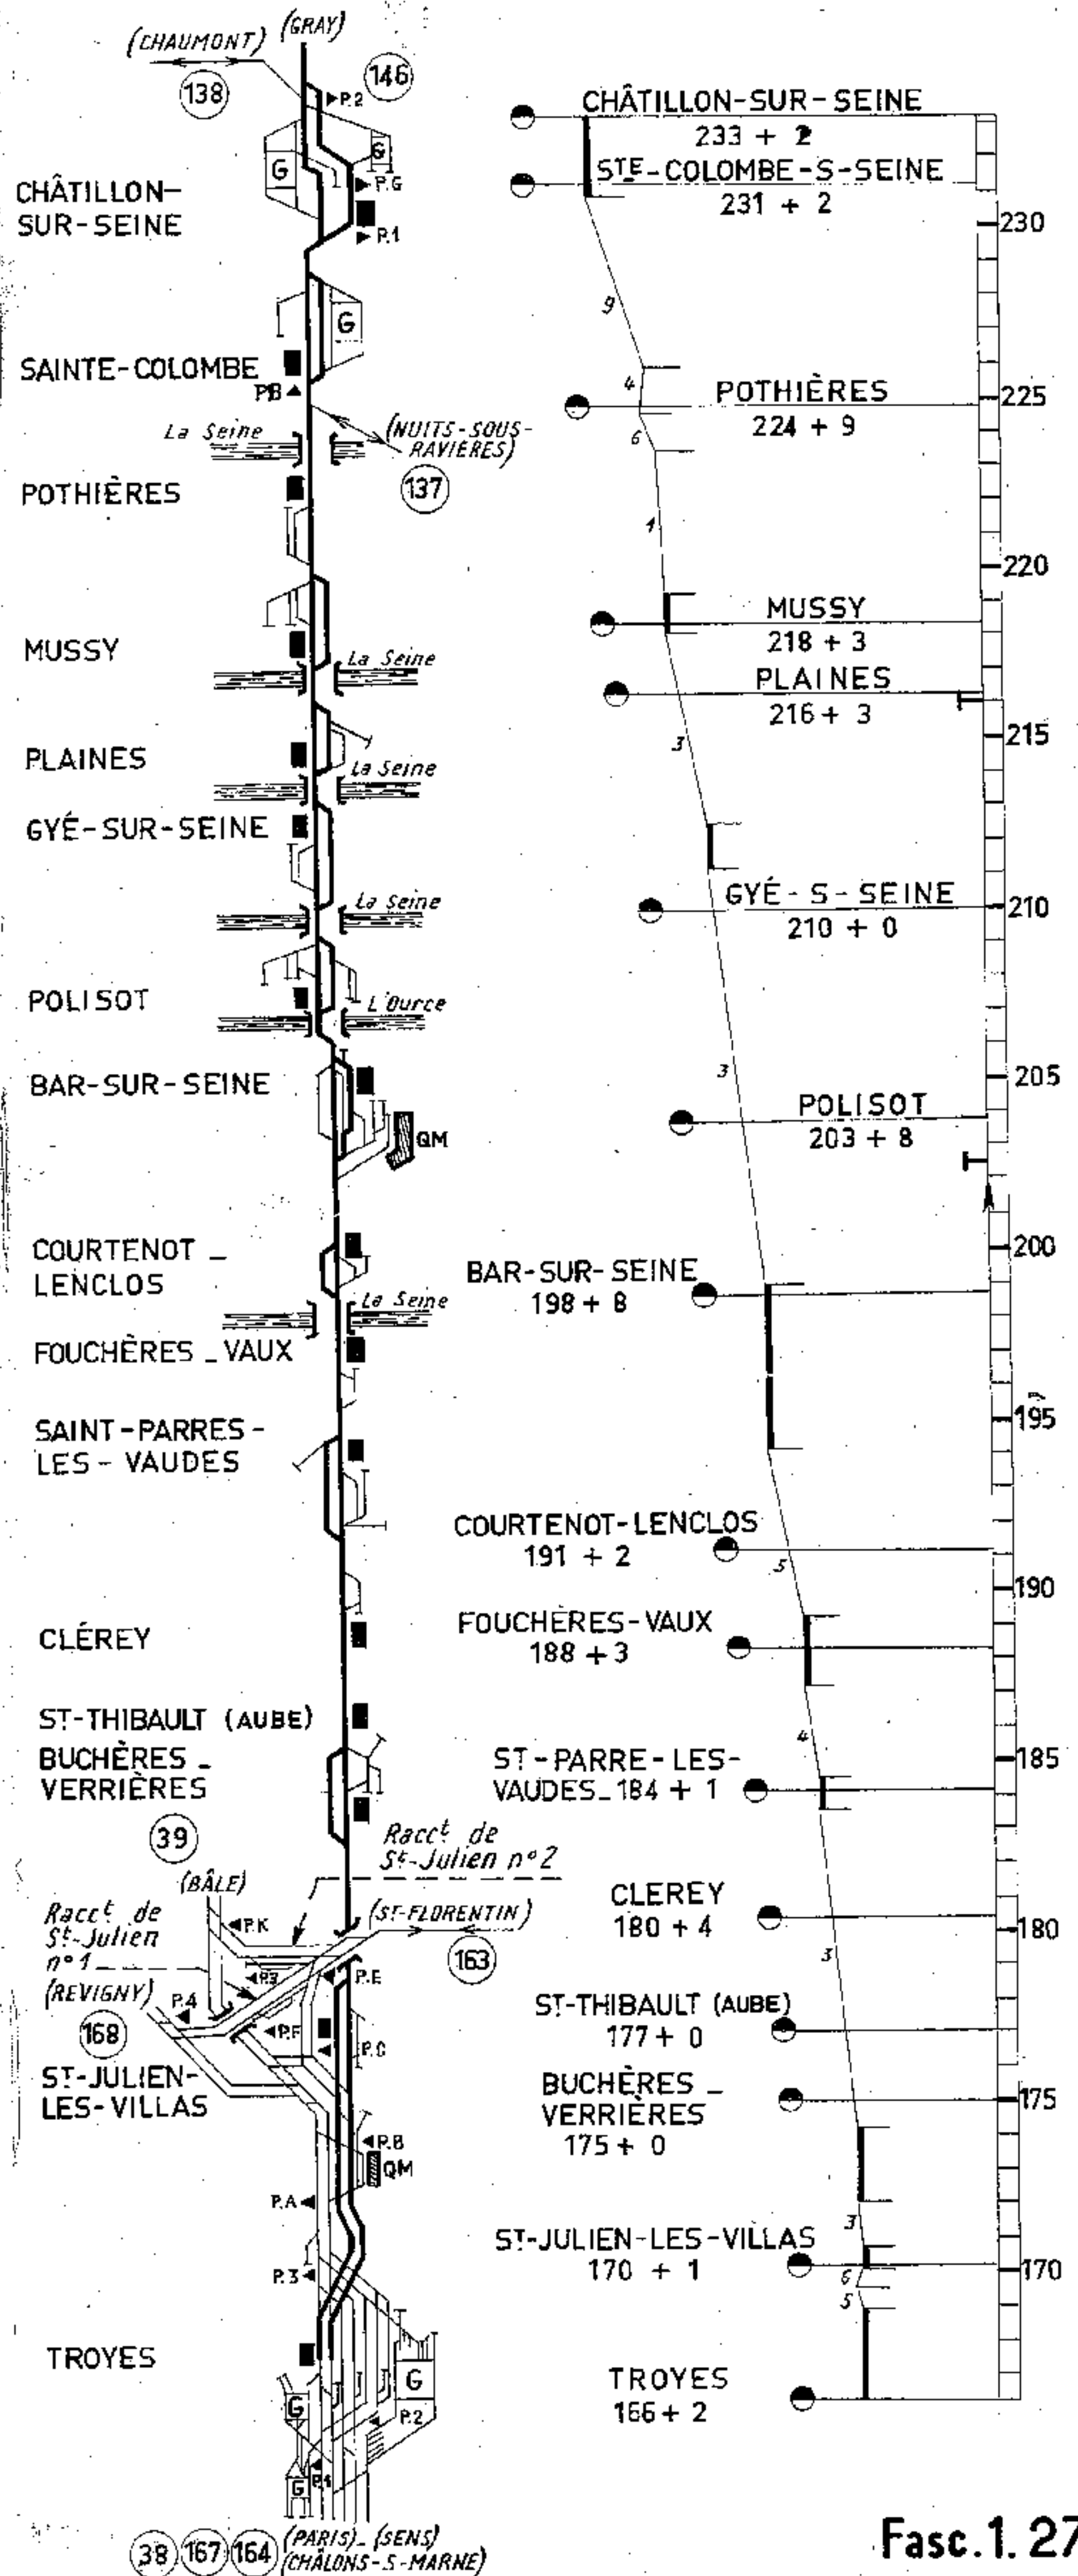 (CHAUMONT) (GRAY)
138
146
P.2
G
G
CHÂTILLON-
SUR-SEINE
P.G
P.1
G
SAINTE-COLOMBE
PB
La Seine
(NUITS-SOUS-
RAVIÈRES)
137
POTHIÈRES
MUSSY
La Seine
PLAINES
La Seine
GYÉ-SUR-SEINE
La Seine
POLISOT
L'Ource
BAR-SUR-SEINE
QM
COURTENOT_
LENCLOS
La Seine
FOUCHÈRES_VAUX
SAINT-PARRES-
LES-VAUDES
CLÉREY
ST-THIBAULT (AUBE)
BUCHÈRES_
VERRIÈRES
39
Racct de
St-Julien n°2
(BÂLE)
P.K
(ST-FLORENTIN)
163
Racct de
St-Julien
n°1
(REVIGNY)
P.4
P.E
168
P.F
P.C
ST-JULIEN-
LES-VILLAS
P.B
QM
P.A
P.3
TROYES
G
G
P.2
P.1
G
38 167 164
(PARIS)_(SENS)
(CHÂLONS-S-MARNE)
CHÂTILLON-SUR-SEINE
233 + 2
STE-COLOMBE-S-SEINE
231 + 2
230
9
4
POTHIÈRES
224 + 9
225
6
1
220
MUSSY
218 + 3
PLAINES
216 + 3
215
3
GYÉ-S-SEINE
210 + 0
210
3
205
POLISOT
203 + 8
200
BAR-SUR-SEINE
198 + 8
195
COURTENOT-LENCLOS
191 + 2
5
190
FOUCHÈRES-VAUX
188 + 3
4
185
ST-PARRE-LES-
VAUDES_184 + 1
CLEREY
180 + 4
180
3
ST-THIBAULT (AUBE)
177 + 0
BUCHÈRES_
VERRIÈRES
175 + 0
175
3
ST-JULIEN-LES-VILLAS
170 + 1
170
6
5
TROYES
166 + 2
Fasc.1. 27